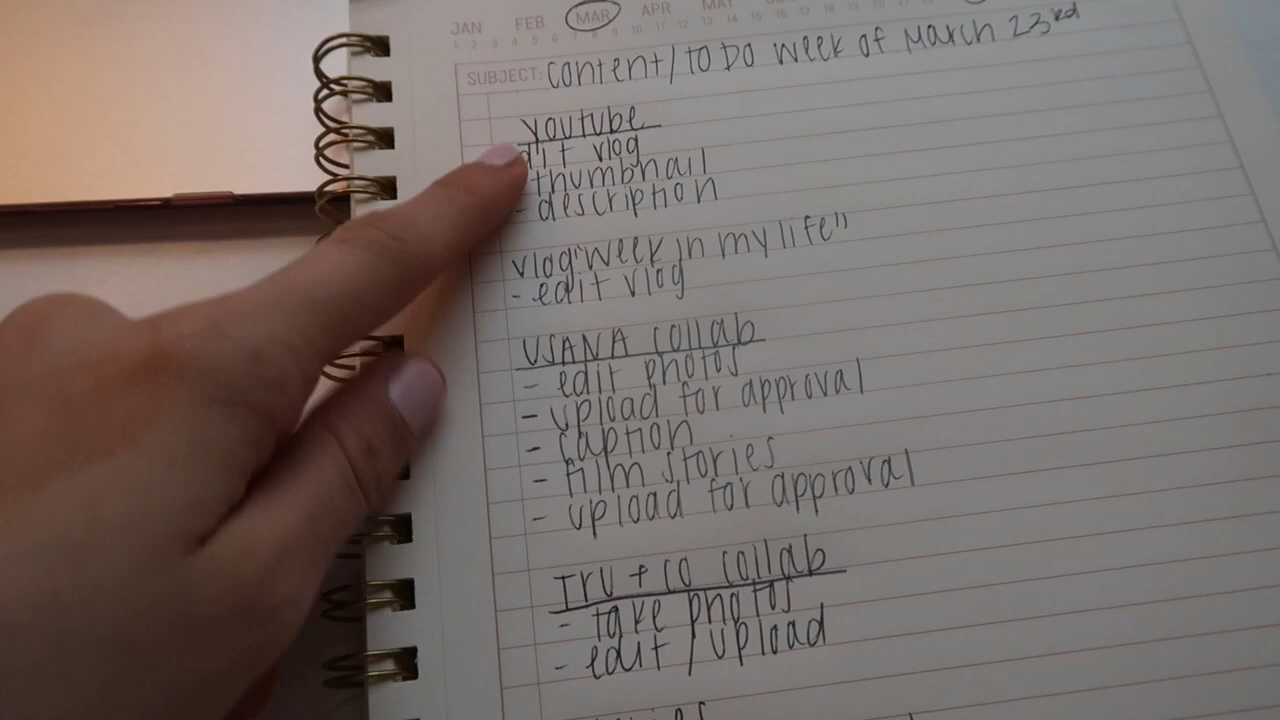 JAN FEB MAR APR MAY
SUBJECT: content/to do week of March 23rd
youtube
dit vlog
thumbnail
- description
vlog "week in my life"
- edit vlog
USANA collab
- edit photos
- upload for approval
- caption
- film stories
- upload for approval
TRU + CO collab
- take photos
- edit / upload